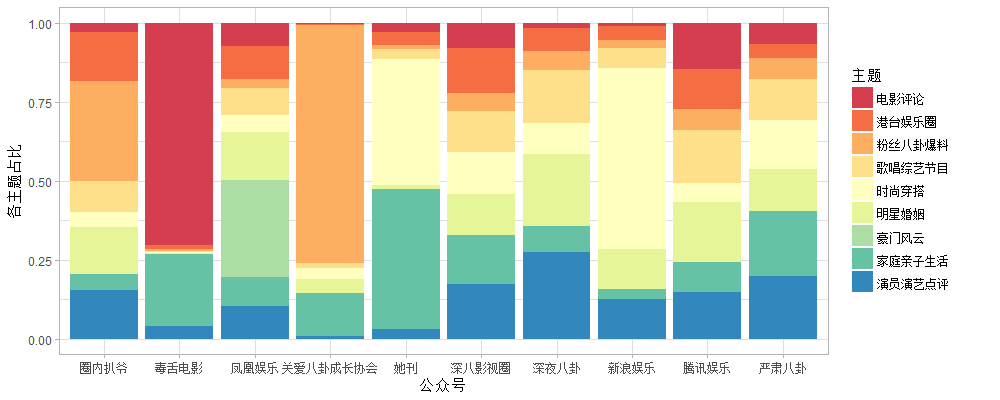 各主题占比
1.00
0.75
0.50
0.25
0.00
圈内扒爷 毒舌电影 凤凰娱乐 关爱八卦成长协会 她刊 深八影视圈 深夜八卦 新浪娱乐 腾讯娱乐 严肃八卦
公众号
主题
电影评论
港台娱乐圈
粉丝八卦爆料
歌唱综艺节目
时尚穿搭
明星婚姻
豪门风云
家庭亲子生活
演员演艺点评